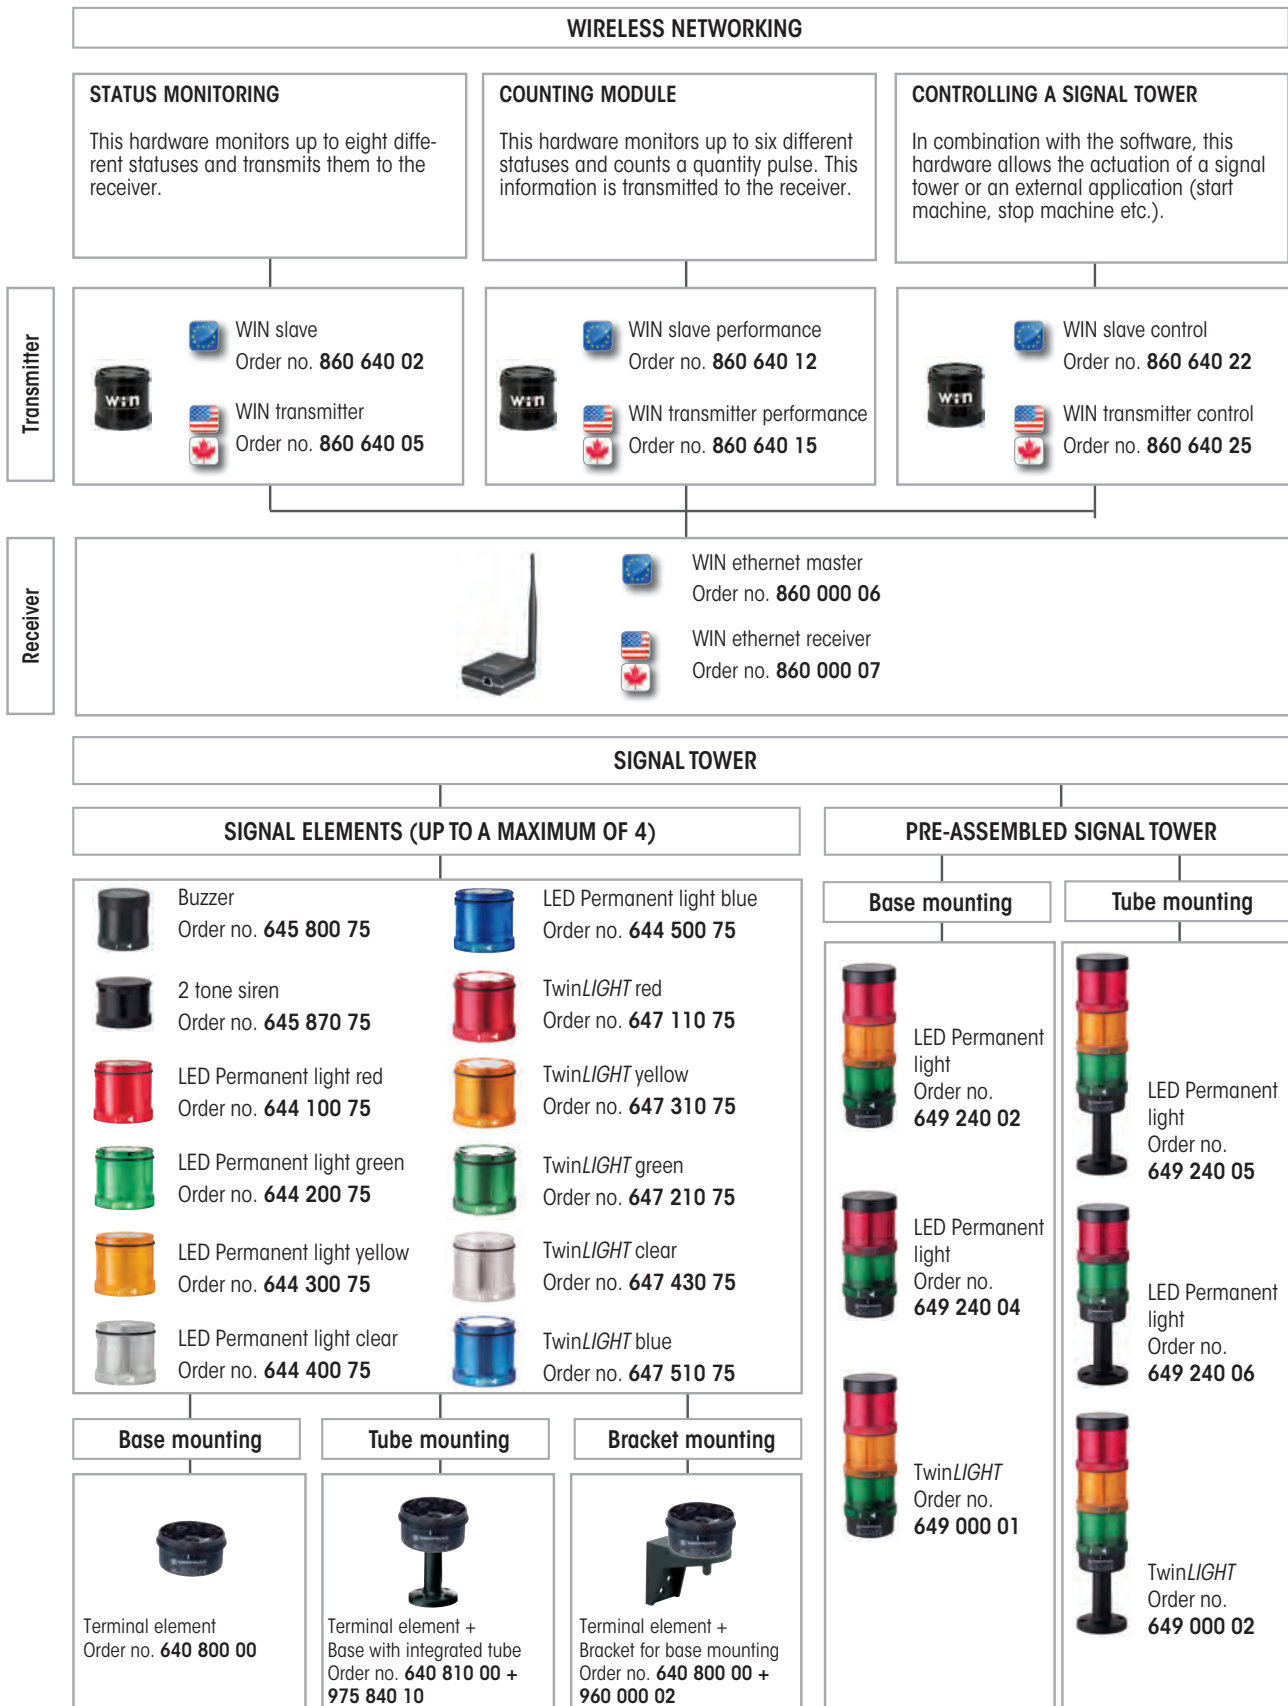 WIRELESS NETWORKING
STATUS MONITORING
This hardware monitors up to eight diffe-
rent statuses and transmits them to the
receiver.
COUNTING MODULE
This hardware monitors up to six different
statuses and counts a quantity pulse. This
information is transmitted to the receiver.
CONTROLLING A SIGNAL TOWER
In combination with the software, this
hardware allows the actuation of a signal
tower or an external application (start
machine, stop machine etc.).
Transmitter
win
WIN slave
Order no. 860 640 02
WIN transmitter
Order no. 860 640 05
win
WIN slave performance
Order no. 860 640 12
WIN transmitter performance
Order no. 860 640 15
win
WIN slave control
Order no. 860 640 22
WIN transmitter control
Order no. 860 640 25
Receiver
WIN ethernet master
Order no. 860 000 06
WIN ethernet receiver
Order no. 860 000 07
SIGNAL TOWER
SIGNAL ELEMENTS (UP TO A MAXIMUM OF 4)
Buzzer
Order no. 645 800 75
2 tone siren
Order no. 645 870 75
LED Permanent light red
Order no. 644 100 75
LED Permanent light green
Order no. 644 200 75
LED Permanent light yellow
Order no. 644 300 75
LED Permanent light clear
Order no. 644 400 75
LED Permanent light blue
Order no. 644 500 75
TwinLIGHT red
Order no. 647 110 75
TwinLIGHT yellow
Order no. 647 310 75
TwinLIGHT green
Order no. 647 210 75
TwinLIGHT clear
Order no. 647 430 75
TwinLIGHT blue
Order no. 647 510 75
Base mounting
Terminal element
Order no. 640 800 00
Tube mounting
Terminal element +
Base with integrated tube
Order no. 640 810 00 +
975 840 10
Bracket mounting
Terminal element +
Bracket for base mounting
Order no. 640 800 00 +
960 000 02
PRE-ASSEMBLED SIGNAL TOWER
Base mounting
LED Permanent
light
Order no.
649 240 02
LED Permanent
light
Order no.
649 240 04
TwinLIGHT
Order no.
649 000 01
Tube mounting
LED Permanent
light
Order no.
649 240 05
LED Permanent
light
Order no.
649 240 06
TwinLIGHT
Order no.
649 000 02